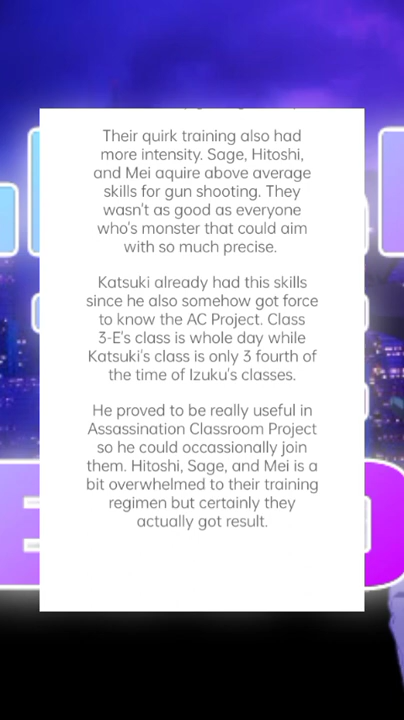 Their quirk training also had
more intensity. Sage, Hitoshi,
and Mei aquire above average
skills for gun shooting. They
wasn't as good as everyone
who's monster that could aim
with so much precise.
Katsuki already had this skills
since he also somehow got force
to know the AC Project. Class
3-E's class is whole day while
Katsuki's class is only 3 fourth of
the time of Izuku's classes.
He proved to be really useful in
Assassination Classroom Project
so he could occassionally join
them. Hitoshi, Sage, and Mei is a
bit overwhelmed to their training
regimen but certainly they
actually got result.